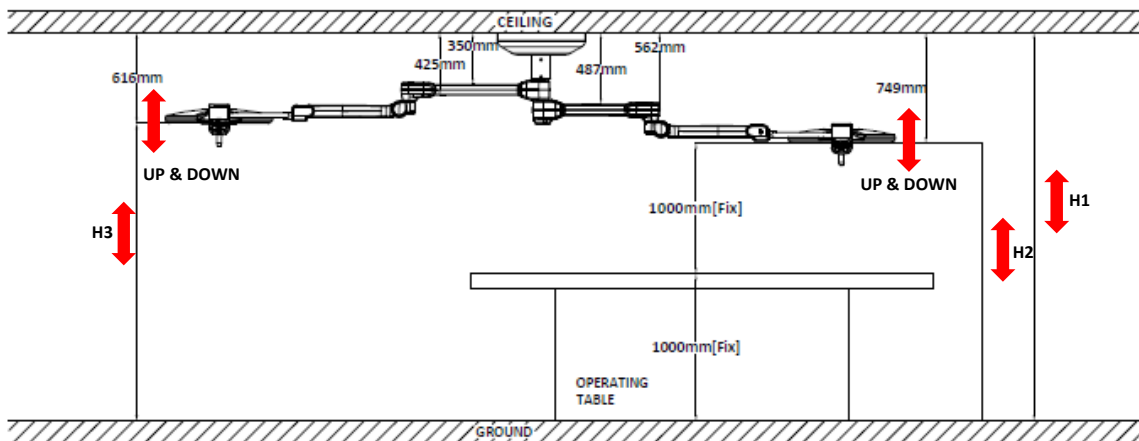 CEILING
350mm
562mm
425mm
487mm
616mm
749mm
UP & DOWN
UP & DOWN
H1
1000mm[Fix]
H3
H2
1000mm[Fix]
OPERATING
TABLE
GROUND